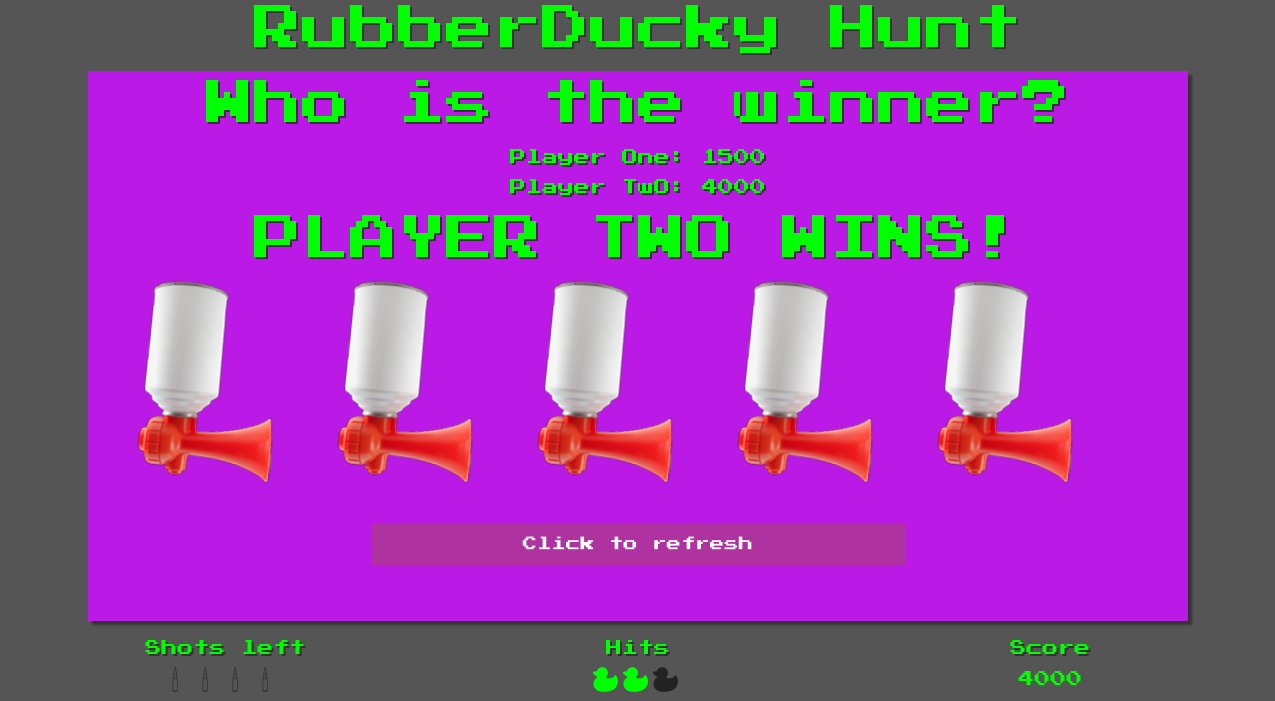 RubberDucky Hunt
Who is the winner?
Player One: 1500
Player TwO: 4000
PLAYER TWO WINS!
Click to refresh
Shots left
Hits
Score
4000